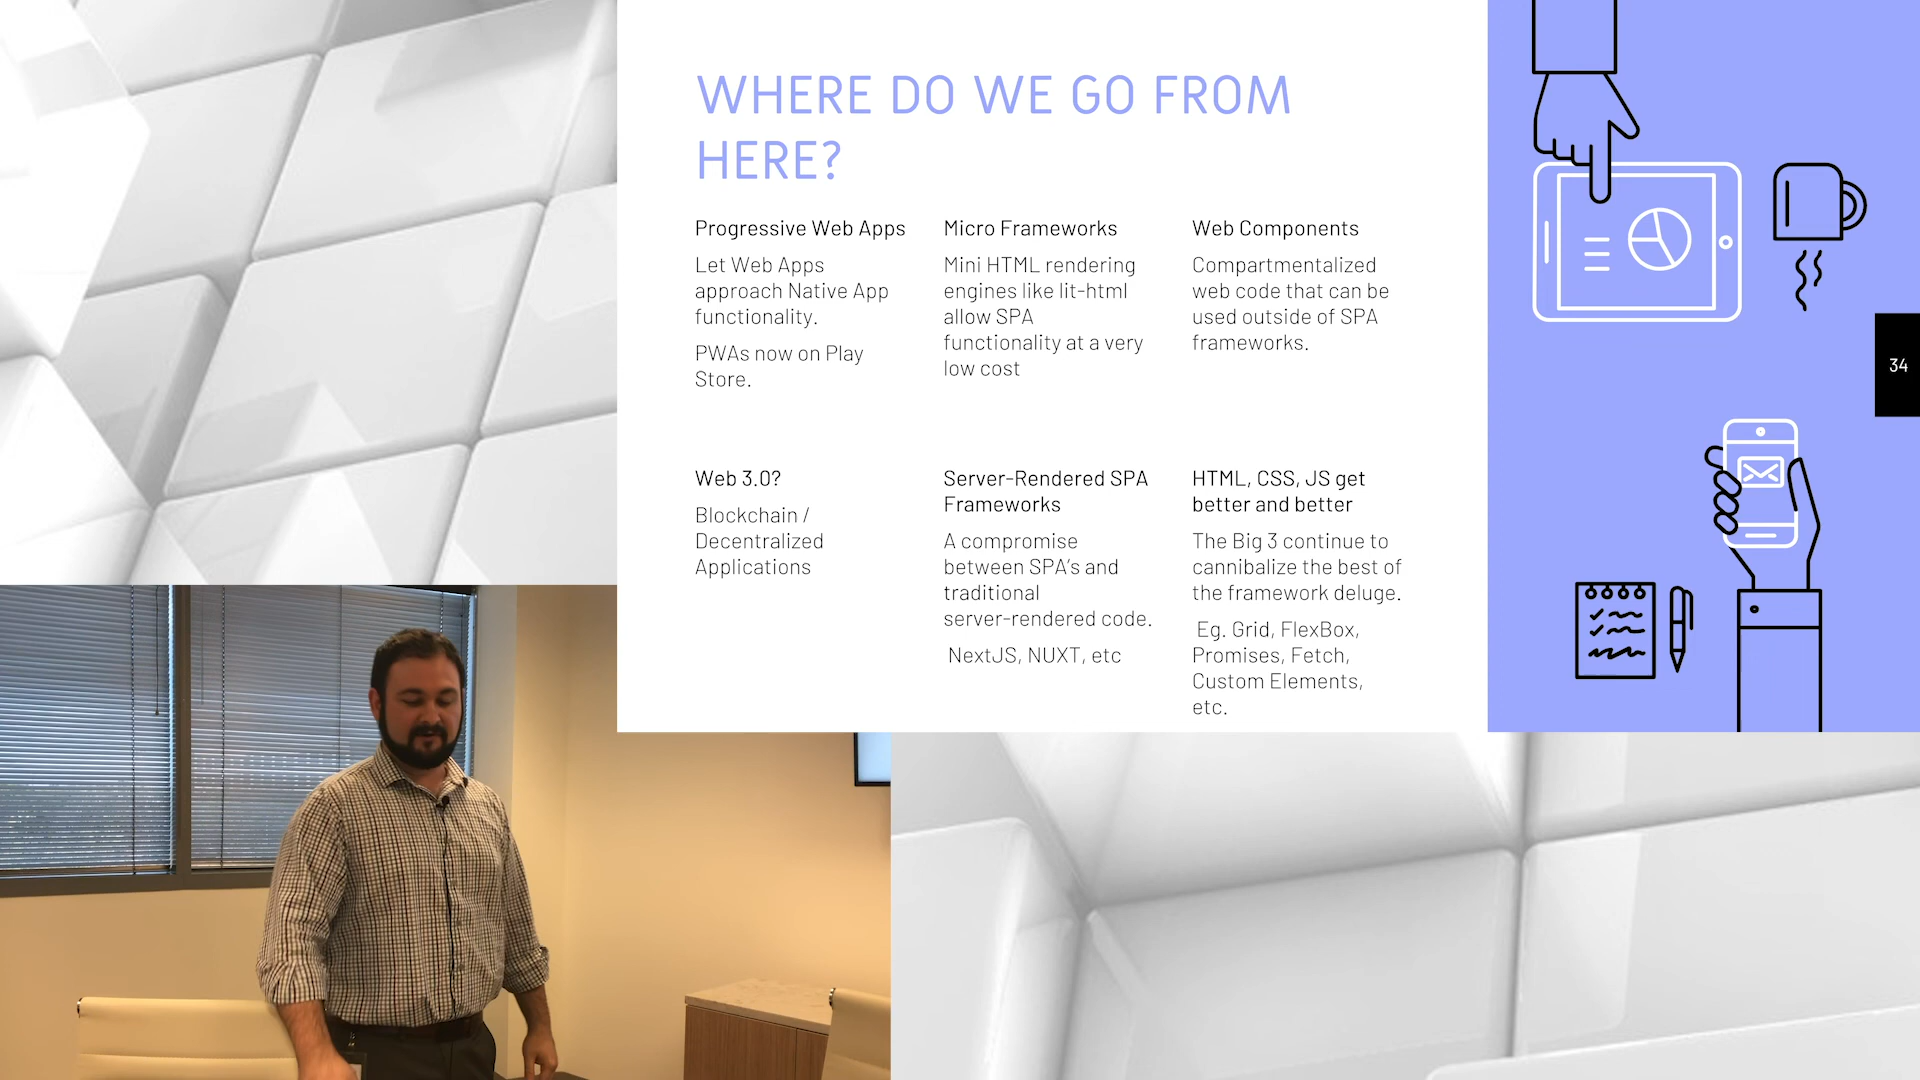 WHERE DO WE GO FROM
HERE?
Progressive Web Apps
Let Web Apps
approach Native App
functionality.
PWAs now on Play
Store.
Micro Frameworks
Mini HTML rendering
engines like lit-html
allow SPA
functionality at a very
low cost
Web Components
Compartmentalized
web code that can be
used outside of SPA
frameworks.
34
Web 3.0?
Blockchain /
Decentralized
Applications
Server-Rendered SPA
Frameworks
A compromise
between SPA's and
traditional
server-rendered code.
NextJS, NUXT, etc
HTML, CSS, JS get
better and better
The Big 3 continue to
cannibalize the best of
the framework deluge.
Eg. Grid, FlexBox,
Promises, Fetch,
Custom Elements,
etc.